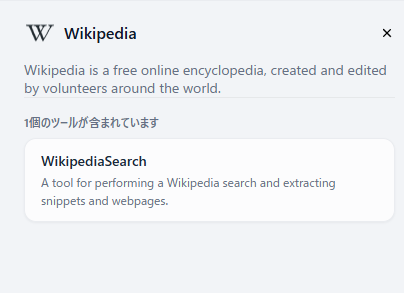 W Wikipedia
Wikipedia is a free online encyclopedia, created and edited
by volunteers around the world.
1個のツールが含まれています
WikipediaSearch
A tool for performing a Wikipedia search and extracting
snippets and webpages.